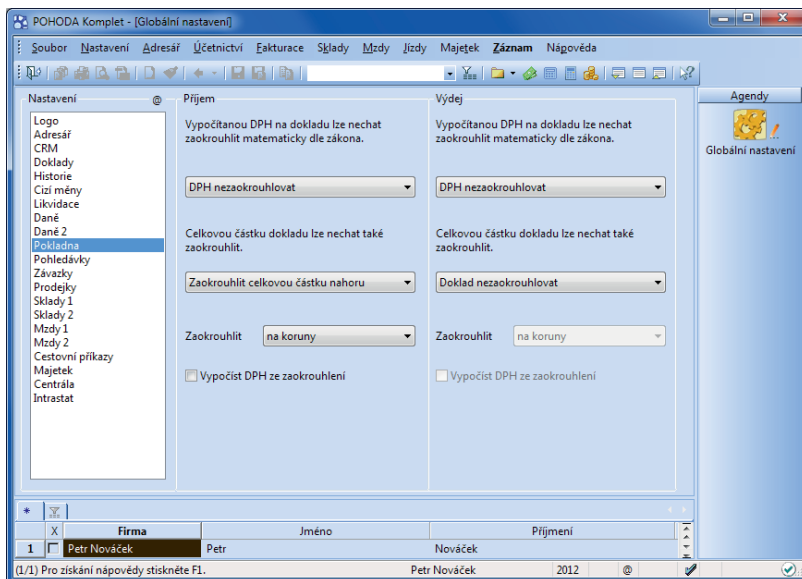 POHODA Komplet - [Globální nastavení]
Soubor Nastavení Adresář Účetnictví Fakturace Sklady Mzdy Jízdy Majetek Záznam Nápověda
Nastavení @
Logo
Adresář
CRM
Doklady
Historie
Cizí měny
Likvidace
Daně
Daně 2
Pokladna
Pohledávky
Závazky
Prodejky
Sklady 1
Sklady 2
Mzdy 1
Mzdy 2
Cestovní příkazy
Majetek
Centrála
Intrastat
Příjem
Vypočítanou DPH na dokladu lze nechat
zaokrouhlit matematicky dle zákona.
DPH nezaokrouhlovat
Celkovou částku dokladu lze nechat také
zaokrouhlit.
Zaokrouhlit celkovou částku nahoru
Zaokrouhlit na koruny
Vypočíst DPH ze zaokrouhlení
Výdej
Vypočítanou DPH na dokladu lze nechat
zaokrouhlit matematicky dle zákona.
DPH nezaokrouhlovat
Celkovou částku dokladu lze nechat také
zaokrouhlit.
Doklad nezaokrouhlovat
Zaokrouhlit na koruny
Vypočíst DPH ze zaokrouhlení
Agendy
Globální nastavení
*
X Firma Jméno Příjmení
1 Petr Nováček Petr Nováček
(1/1) Pro získání nápovědy stiskněte F1. Petr Nováček 2012 @